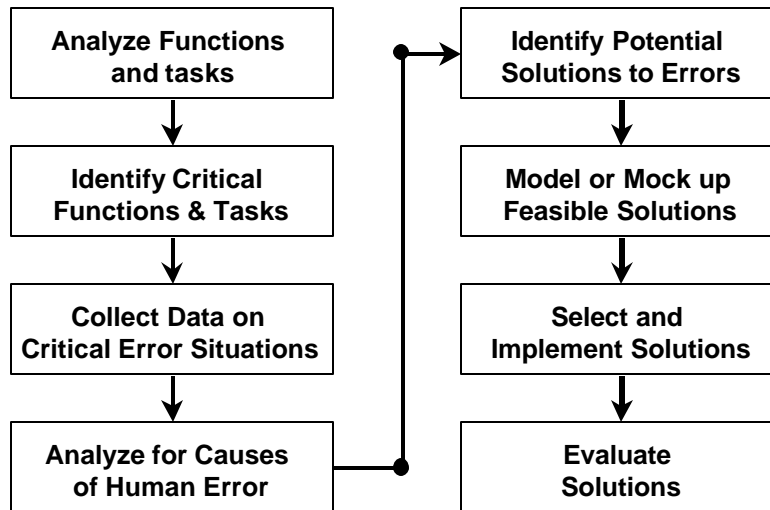 Analyze Functions
and tasks
Identify Critical
Functions & Tasks
Collect Data on
Critical Error Situations
Analyze for Causes
of Human Error
Identify Potential
Solutions to Errors
Model or Mock up
Feasible Solutions
Select and
Implement Solutions
Evaluate
Solutions